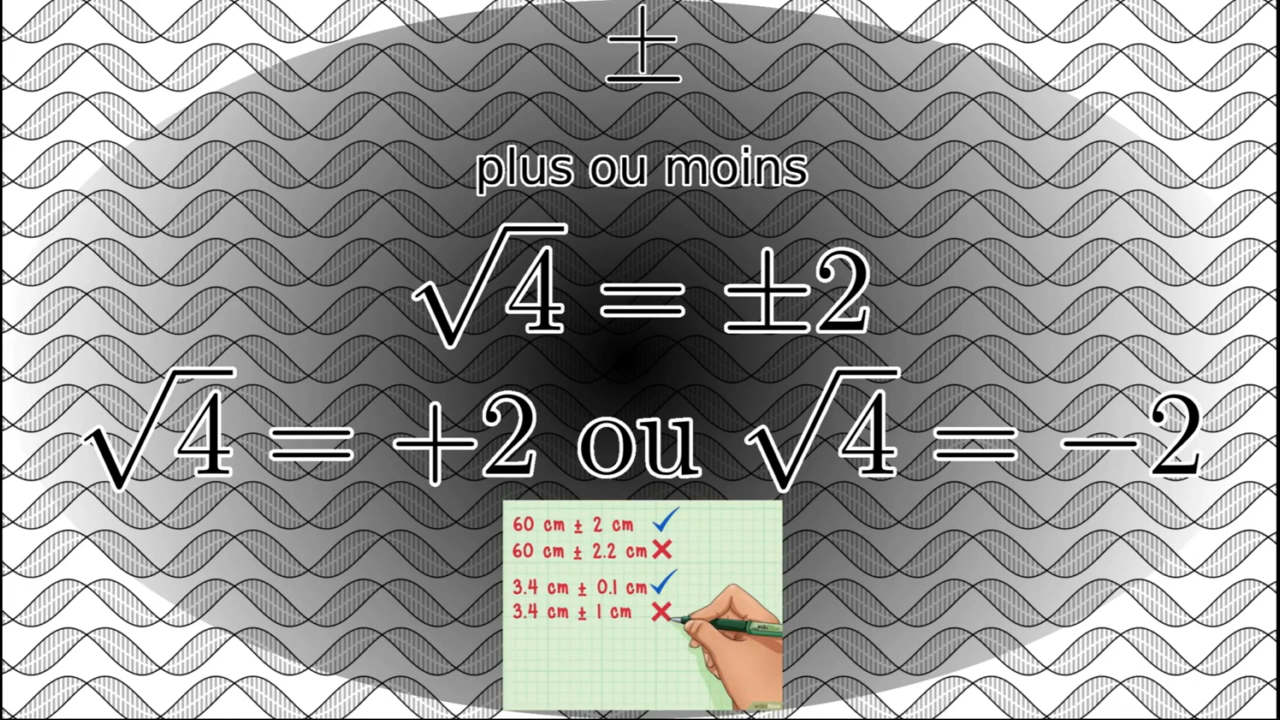 ±
plus ou moins
√4 = ±2
√4 = +2 ou √4 = −2
60 cm ± 2 cm ✓
60 cm ± 2.2 cm ✗
3.4 cm ± 0.1 cm ✓
3.4 cm ± 1 cm ✗